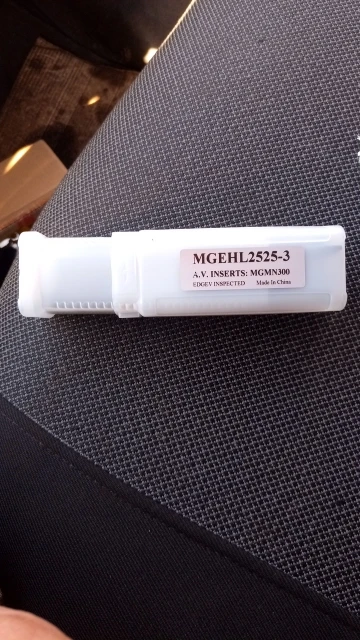 MGEHL2525-3
A.V. INSERTS: MGMN300
EDGEV INSPECTED Made In China